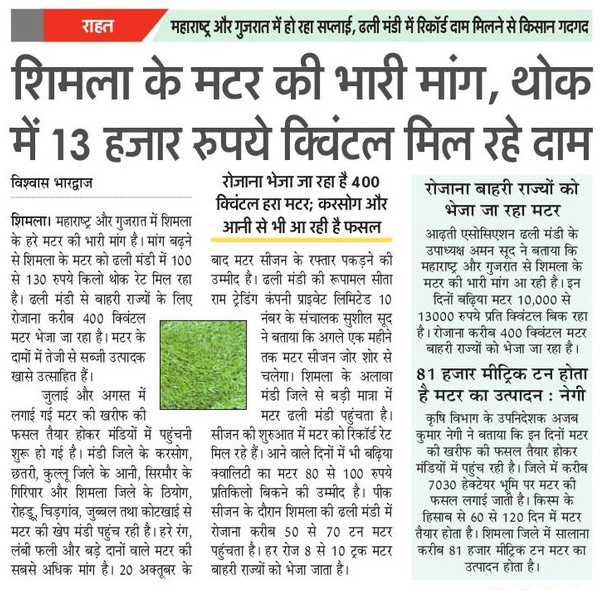 राहत
महाराष्ट्र और गुजरात में हो रहा सप्लाई, ढली मंडी में रिकॉर्ड दाम मिलने से किसान गदगद
शिमला के मटर की भारी मांग, थोक
में 13 हजार रुपये क्विंटल मिल रहे दाम
विश्वास भारद्वाज
शिमला। महाराष्ट्र और गुजरात में शिमला
के हरे मटर की भारी मांग है। मांग बढ़ने
से शिमला के मटर को ढली मंडी में 100
से 130 रुपये किलो थोक रेट मिल रहा
है। ढली मंडी से बाहरी राज्यों के लिए
रोजाना करीब 400 क्विंटल
मटर भेजा जा रहा है। मटर के
दामों में तेजी से सब्जी उत्पादक
खासे उत्साहित हैं।
जुलाई और अगस्त में
लगाई गई मटर की खरीफ की
फसल तैयार होकर मंडियों में पहुंचनी
शुरू हो गई है। मंडी जिले के करसोग,
छतरी, कुल्लू जिले के आनी, सिरमौर के
गिरिपार और शिमला जिले के ठियोग,
रोहडू, चिड़गांव, जुब्बल तथा कोटखाई से
मटर की खेप मंडी पहुंच रही है। हरे रंग,
लंबी फली और बड़े दानों वाले मटर की
सबसे अधिक मांग है। 20 अक्तूबर के
रोजाना भेजा जा रहा है 400
क्विंटल हरा मटर; करसोग और
आनी से भी आ रही है फसल
बाद मटर सीजन के रफ्तार पकड़ने की
उम्मीद है। ढली मंडी की रूपामल सीता
राम ट्रेडिंग कंपनी प्राइवेट लिमिटेड 10
नंबर के संचालक सुशील सूद
ने बताया कि अगले एक महीने
तक मटर सीजन जोर शोर से
चलेगा। शिमला के अलावा
मंडी जिले से बड़ी मात्रा में
मटर ढली मंडी पहुंचता है।
सीजन की शुरुआत में मटर को रिकॉर्ड रेट
मिल रहे हैं। आने वाले दिनों में भी बढ़िया
क्वालिटी का मटर 80 से 100 रुपये
प्रतिकिलो बिकने की उम्मीद है। पीक
सीजन के दौरान शिमला की ढली मंडी में
रोजाना करीब 50 से 70 टन मटर
पहुंचता है। हर रोज 8 से 10 ट्रक मटर
बाहरी राज्यों को भेजा जाता है।
रोजाना बाहरी राज्यों को
भेजा जा रहा मटर
आढ़ती एसोसिएशन ढली मंडी के
उपाध्यक्ष अमन सूद ने बताया कि
महाराष्ट्र और गुजरात से शिमला के
मटर की भारी मांग आ रही है। इन
दिनों बढ़िया मटर 10,000 से
13000 रुपये प्रति क्विंटल बिक रहा
है। रोजाना करीब 400 क्विंटल मटर
बाहरी राज्यों को भेजा जा रहा है।
81 हजार मीट्रिक टन होता
है मटर का उत्पादन : नेगी
कृषि विभाग के उपनिदेशक अजब
कुमार नेगी ने बताया कि इन दिनों मटर
की खरीफ की फसल तैयार होकर
मंडियों में पहुंच रही है। जिले में करीब
7030 हेक्टेयर भूमि पर मटर की
फसल लगाई जाती है। किस्म के
हिसाब से 60 से 120 दिन में मटर
तैयार होता है। शिमला जिले में सालाना
करीब 81 हजार मीट्रिक टन मटर का
उत्पादन होता है।